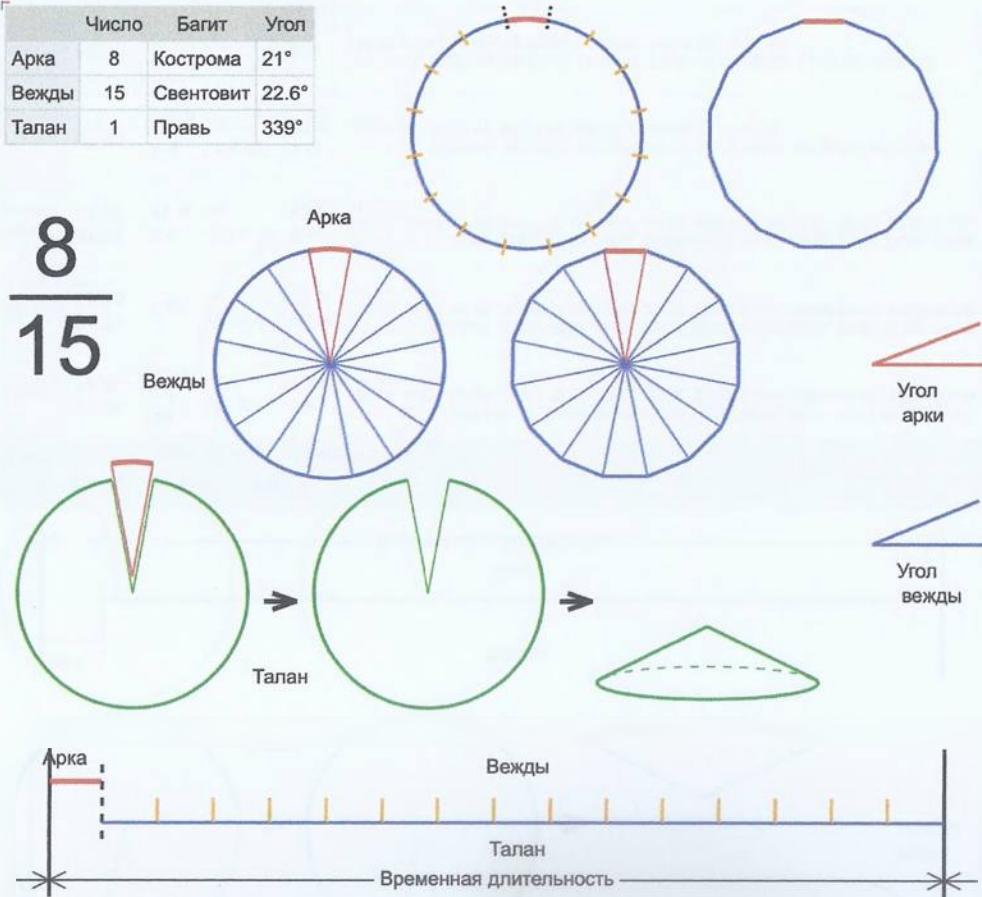 Число Багит Угол
Арка 8 Кострома 21°
Вежды 15 Свентовит 22.6°
Талан 1 Правь 339°
8
15
Арка
Вежды
Угол
арки
Угол
вежды
Талан
Арка
Вежды
Талан
Временная длительность